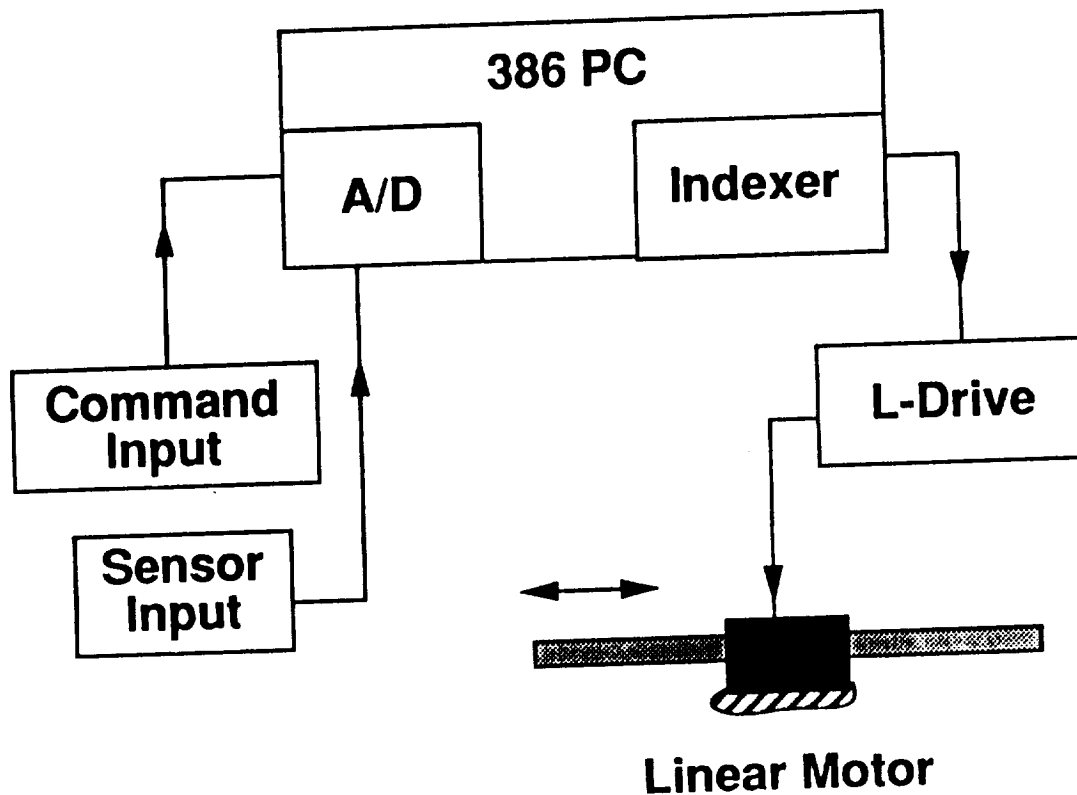 386 PC
A/D
Indexer
Command
Input
L-Drive
Sensor
Input
Linear Motor